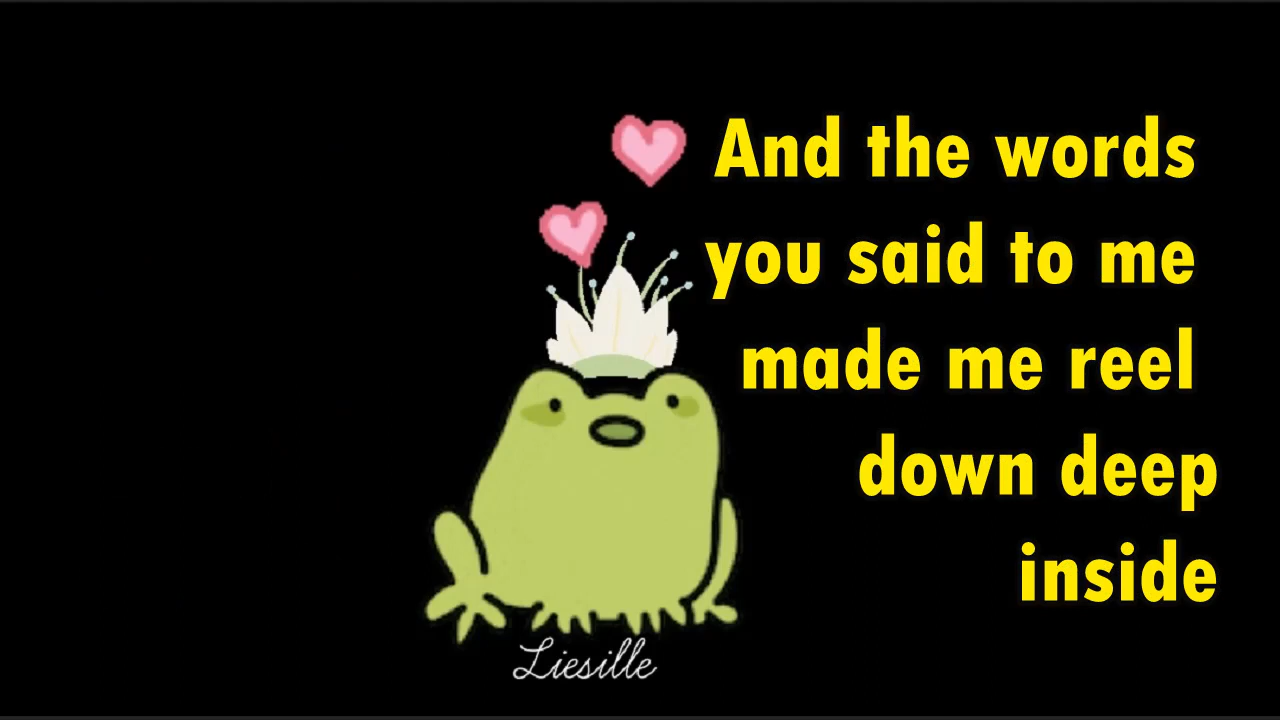 And the words
you said to me
made me reel
down deep
inside
Liesille